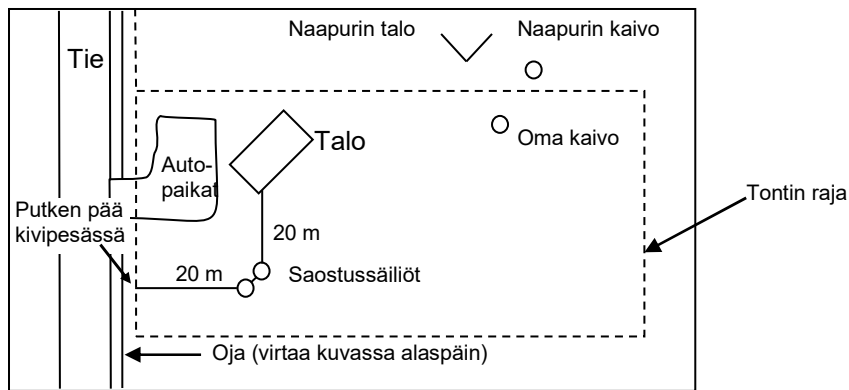 Naapurin talo
Naapurin kaivo
Tie
Talo
Oma kaivo
Auto-
paikat
Tontin raja
Putken pää
kivipesässä
20 m
20 m
Saostussäiliöt
Oja (virtaa kuvassa alaspäin)